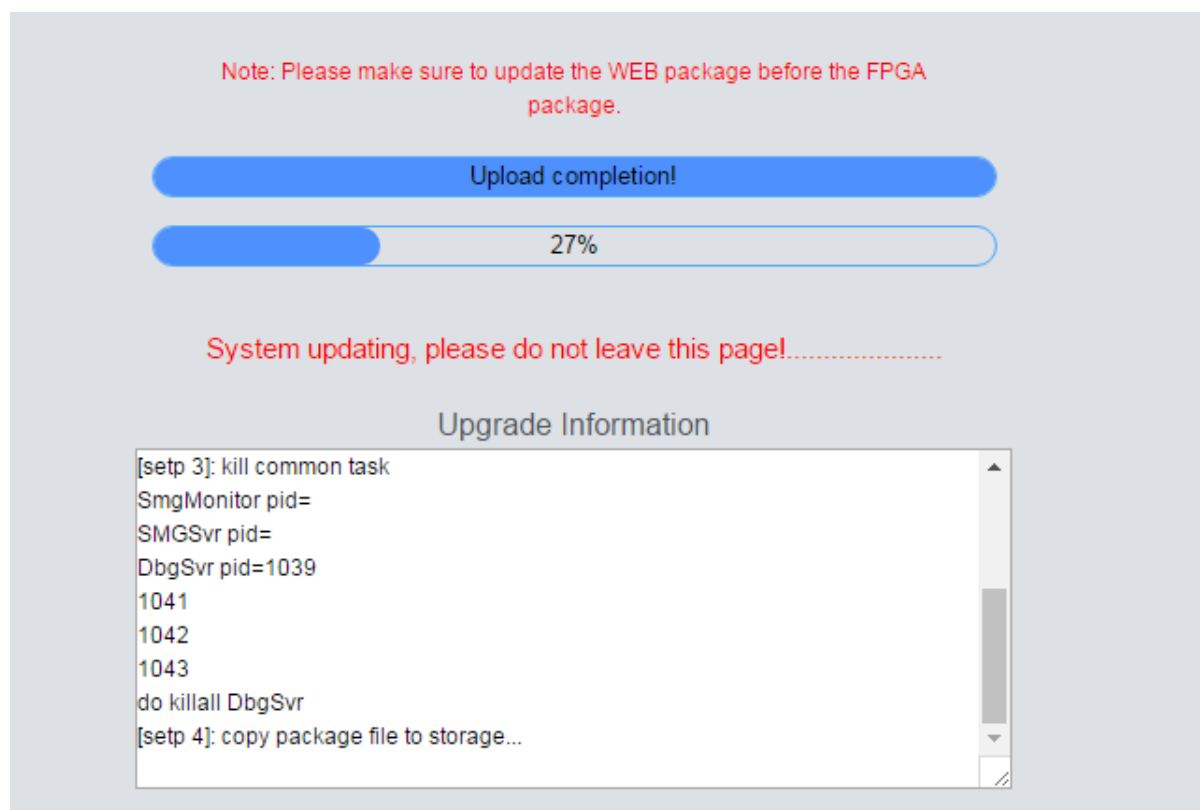 Note: Please make sure to update the WEB package before the FPGA
package.
Upload completion!
27%
System updating, please do not leave this page!.....................
Upgrade Information
[setp 3]: kill common task
SmgMonitor pid=
SMGSvr pid=
DbgSvr pid=1039
1041
1042
1043
do killall DbgSvr
[setp 4]: copy package file to storage...